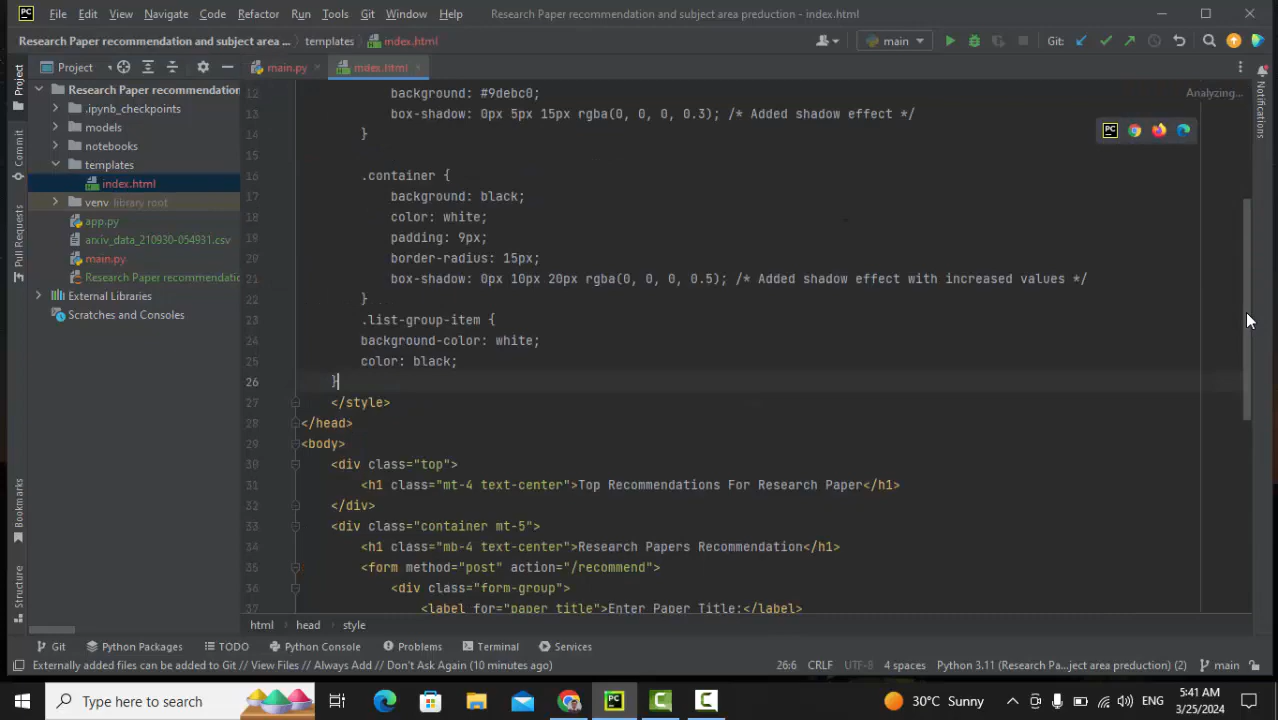 PC File Edit View Navigate Code Refactor Run Tools Git Window Help Research Paper recommendation and subject area preduction - index.html
Research Paper recommendation and subject area ... templates index.html main Git:
Project main.py index.html
Research Paper recommendation
.ipynb_checkpoints
models
notebooks
templates
index.html
venv library root
app.py
arxiv_data_210930-054931.csv
main.py
Research Paper recommendatio
External Libraries
Scratches and Consoles
Project
Commit
Pull Requests
Bookmarks
Structure
Notifications
Analyzing...
12 background: #9debc0;
13 box-shadow: 0px 5px 15px rgba(0, 0, 0, 0.3); /* Added shadow effect */
14 }
15
16 .container {
17 background: black;
18 color: white;
19 padding: 9px;
20 border-radius: 15px;
21 box-shadow: 0px 10px 20px rgba(0, 0, 0, 0.5); /* Added shadow effect with increased values */
22 }
23 .list-group-item {
24 background-color: white;
25 color: black;
26 }
27 </style>
28 </head>
29 <body>
30 <div class="top">
31 <h1 class="mt-4 text-center">Top Recommendations For Research Paper</h1>
32 </div>
33 <div class="container mt-5">
34 <h1 class="mb-4 text-center">Research Papers Recommendation</h1>
35 <form method="post" action="/recommend">
36 <div class="form-group">
37 <label for="paper_title">Enter Paper Title:</label>
html head style
Git Python Packages TODO Python Console Problems Terminal Services
Externally added files can be added to Git // View Files // Always Add // Don't Ask Again (10 minutes ago) 26:6 CRLF UTF-8 4 spaces Python 3.11 (Research Pa...ject area preduction) (2) main
Type here to search 30°C Sunny ENG 5:41 AM
3/25/2024